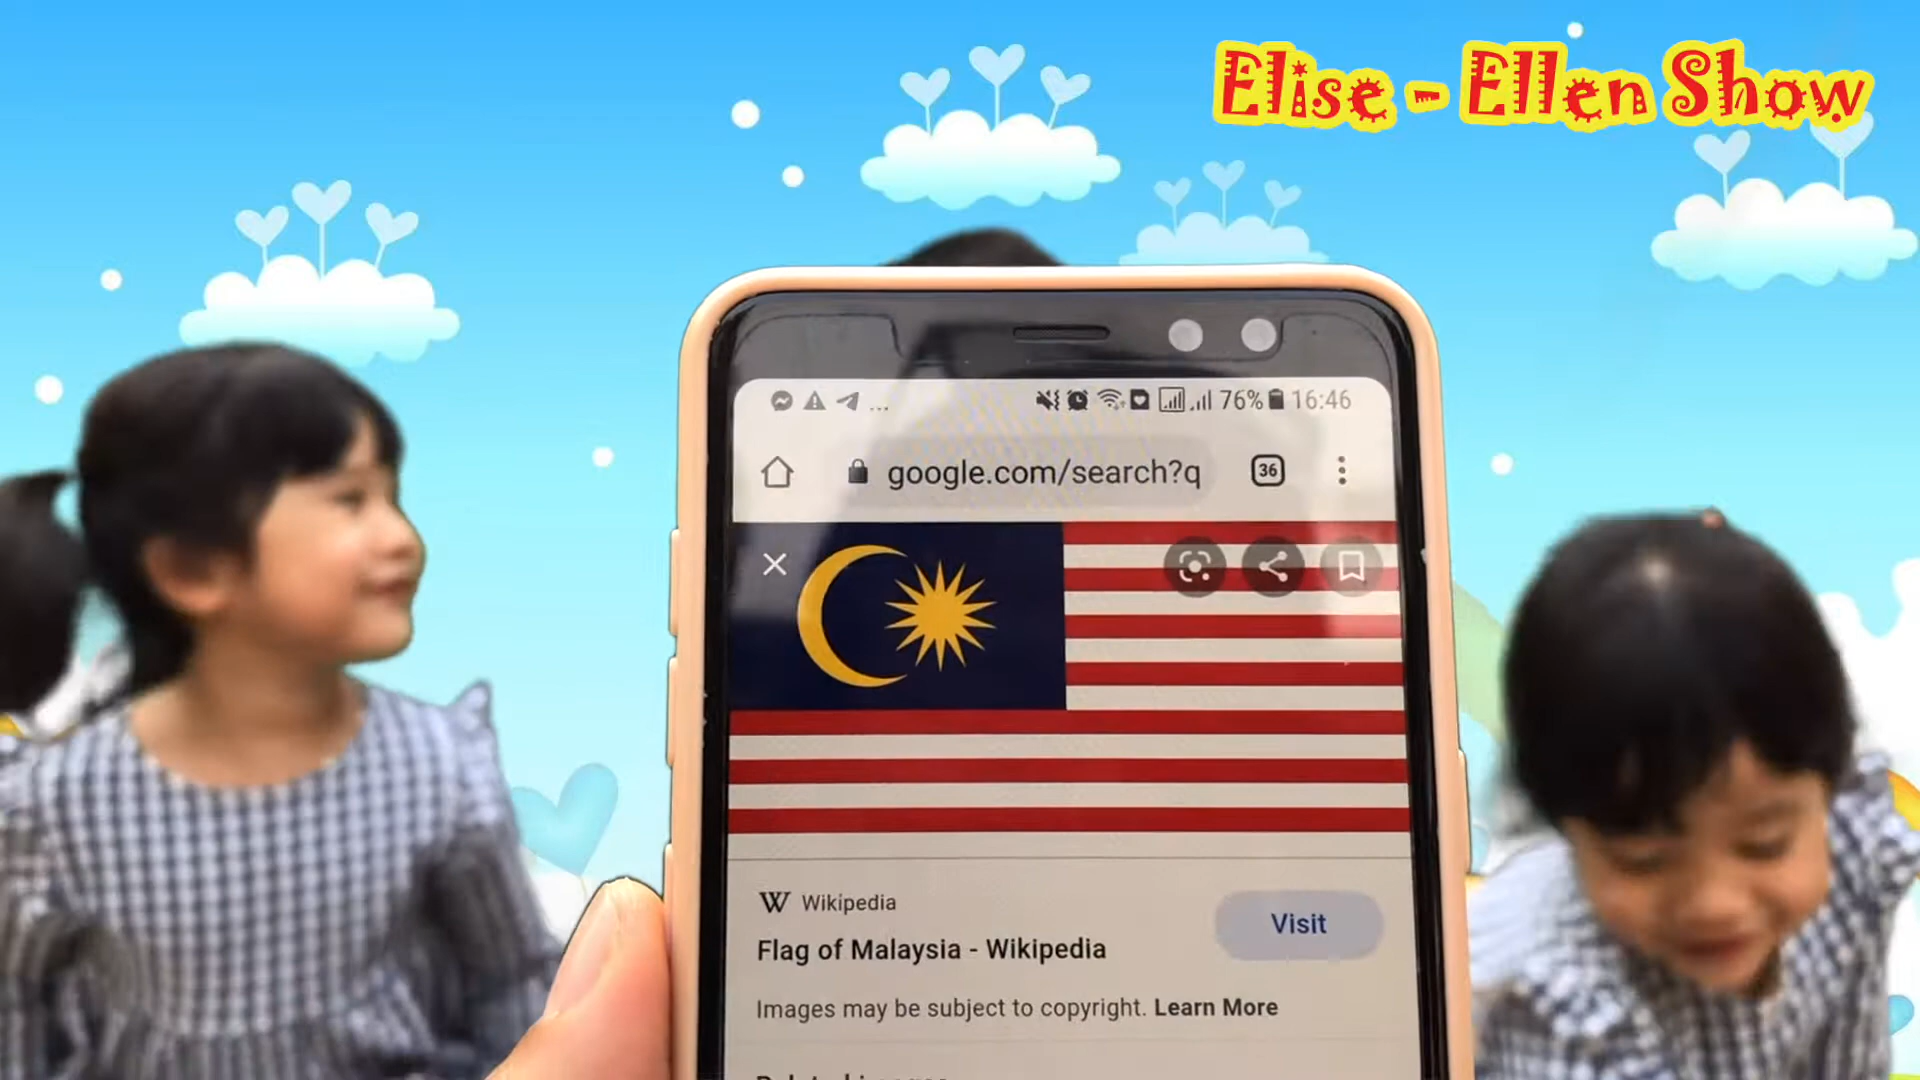 Elise - Ellen Show
... 76% 16:46
google.com/search?q 36
W Wikipedia
Visit
Flag of Malaysia - Wikipedia
Images may be subject to copyright. Learn More